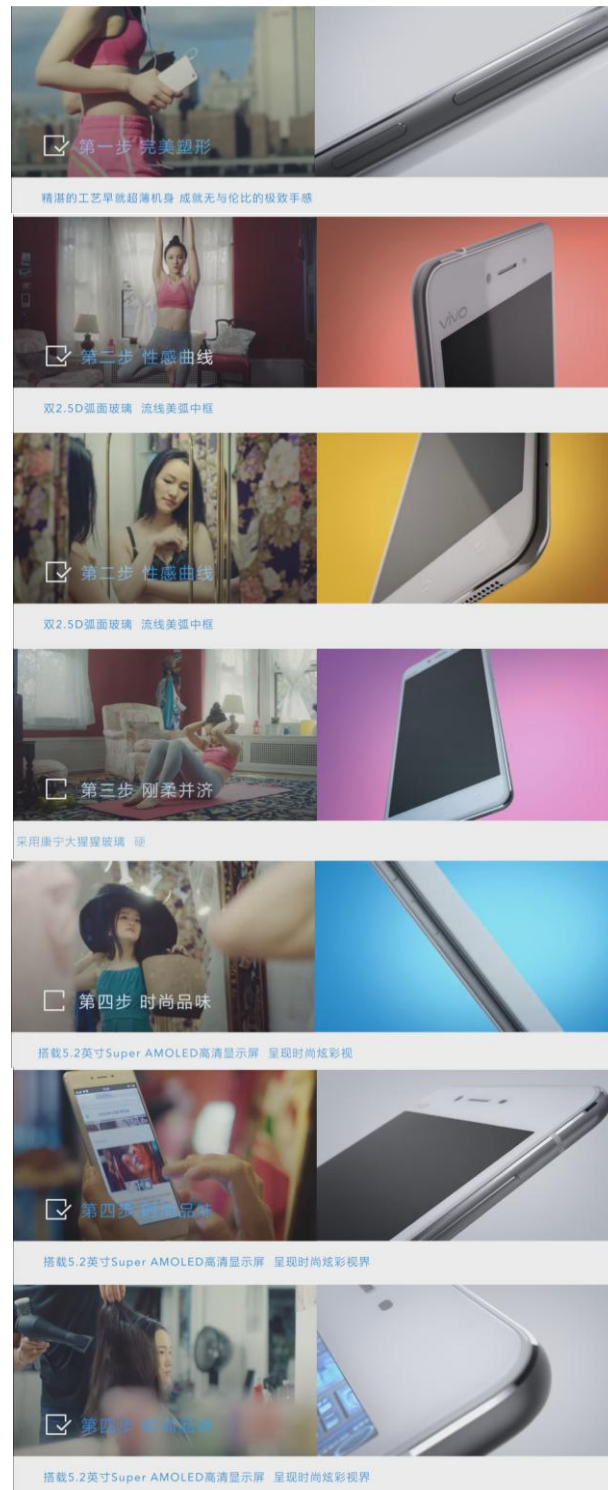 第一步 完美塑形
精湛的工艺早就超薄机身 成就无与伦比的极致手感
第二步 性感曲线
vivo
双2.5D弧面玻璃 流线美弧中框
第二步 性感曲线
双2.5D弧面玻璃 流线美弧中框
第三步 刚柔并济
采用康宁大猩猩玻璃 硬
第四步 时尚品味
搭载5.2英寸Super AMOLED高清显示屏 呈现时尚炫彩视
第四步 时尚品味
搭载5.2英寸Super AMOLED高清显示屏 呈现时尚炫彩视界
第四步 时尚品味
搭载5.2英寸Super AMOLED高清显示屏 呈现时尚炫彩视界